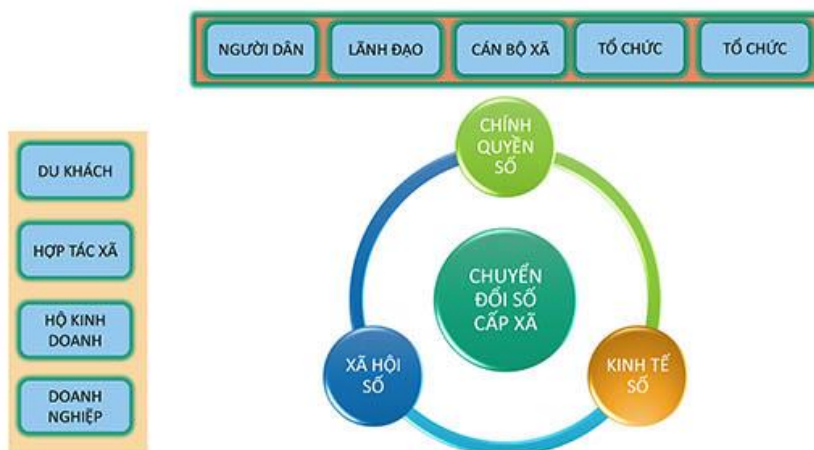 NGƯỜI DÂN
LÃNH ĐẠO
CÁN BỘ XÃ
TỔ CHỨC
TỔ CHỨC
DU KHÁCH
HỢP TÁC XÃ
HỘ KINH
DOANH
DOANH
NGHIỆP
CHÍNH
QUYỀN
SỐ
CHUYỂN
ĐỔI SỐ
CẤP XÃ
XÃ HỘI
SỐ
KINH TẾ
SỐ